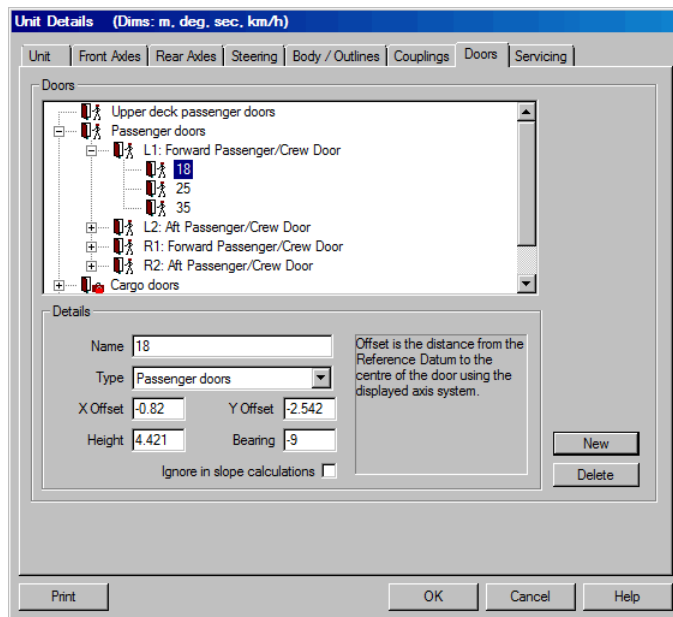 Unit Details (Dims: m, deg, sec, km/h)
Unit Front Axles Rear Axles Steering Body / Outlines Couplings Doors Servicing
Doors
Upper deck passenger doors
Passenger doors
L1: Forward Passenger/Crew Door
18
25
35
L2: Aft Passenger/Crew Door
R1: Forward Passenger/Crew Door
R2: Aft Passenger/Crew Door
Cargo doors
Details
Name 18
Type Passenger doors
X Offset -0.82 Y Offset -2.542
Height 4.421 Bearing -9
Ignore in slope calculations
Offset is the distance from the
Reference Datum to the
centre of the door using the
displayed axis system.
New
Delete
Print OK Cancel Help